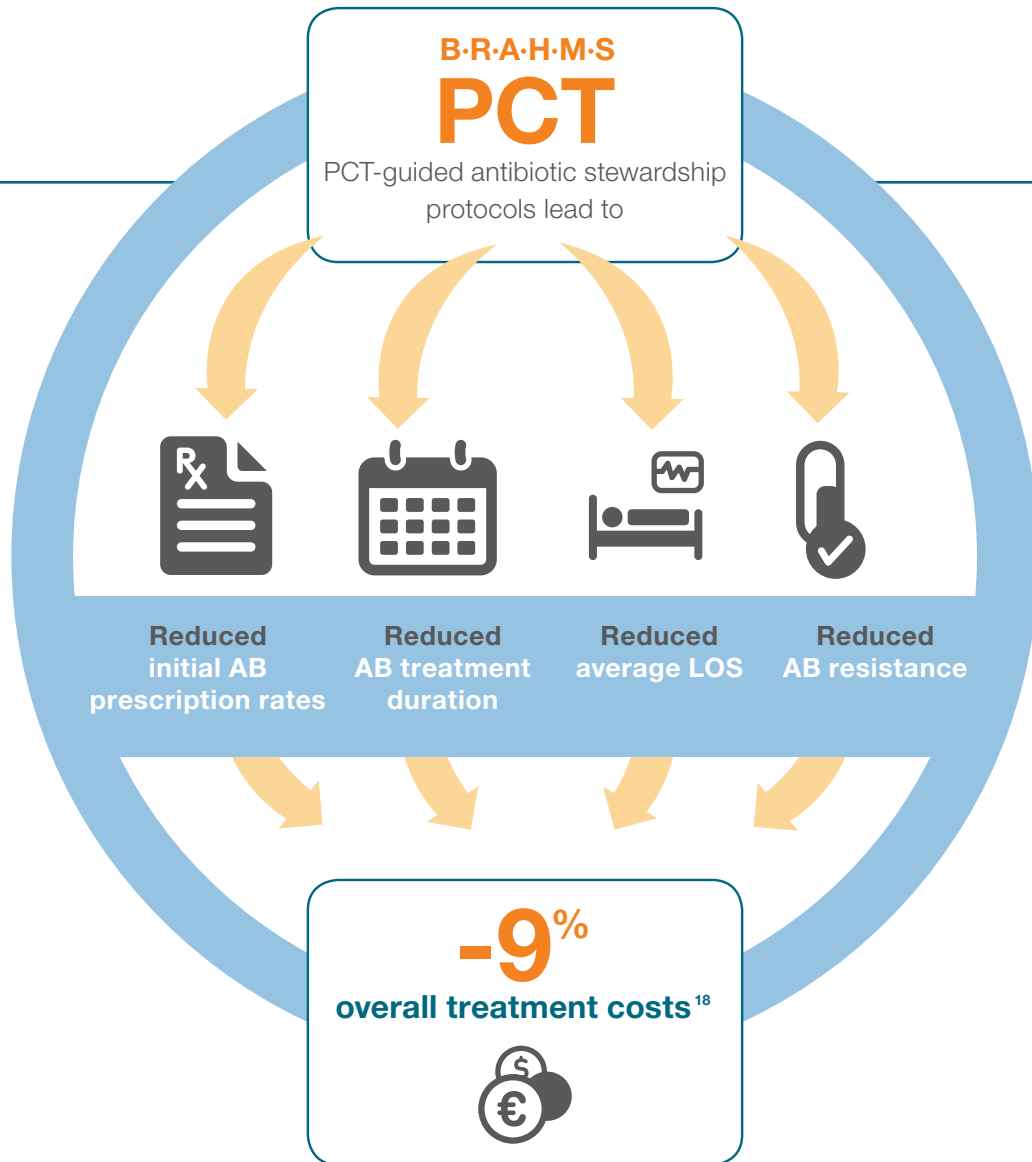 B·R·A·H·M·S
PCT
PCT-guided antibiotic stewardship
protocols lead to
Rx
Reduced
initial AB
prescription rates
Reduced
AB treatment
duration
Reduced
average LOS
Reduced
AB resistance
-9%
overall treatment costs18
$
€